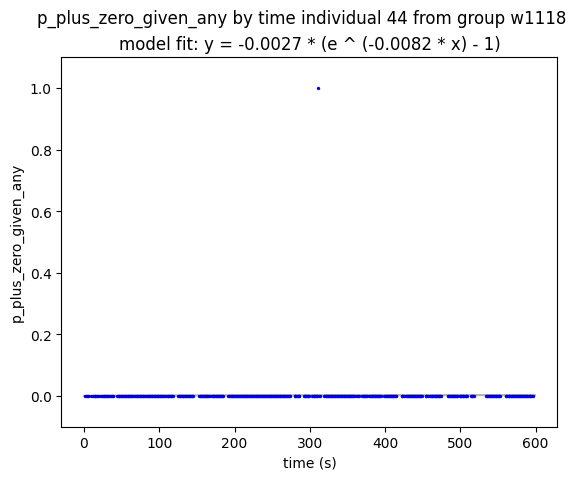 p_plus_zero_given_any by time individual 44 from group w1118
model fit: y = -0.0027 * (e ^ (-0.0082 * x) - 1)
p_plus_zero_given_any
1.0
0.8
0.6
0.4
0.2
0.0
0 100 200 300 400 500 600
time (s)